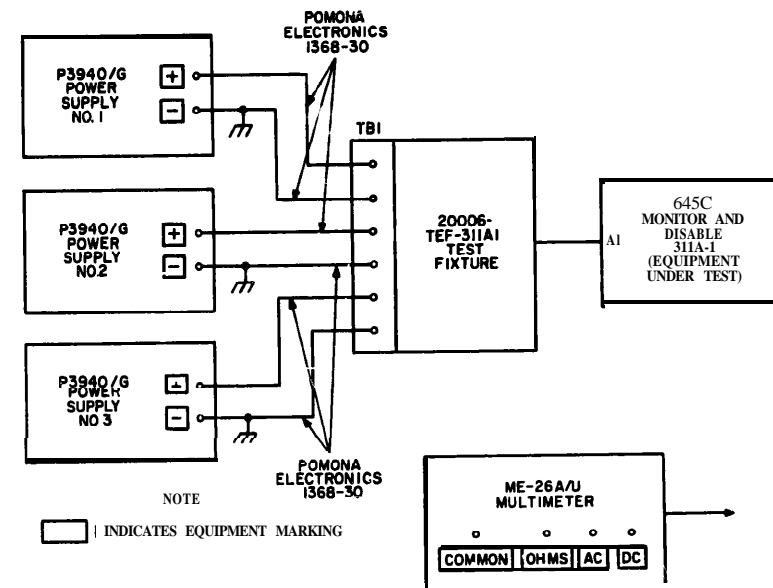 POMONA
ELECTRONICS
1368-30
P3940/G
POWER
SUPPLY
NO. 1
+
-
TB1
P3940/G
POWER
SUPPLY
NO.2
+
-
20006-
TEF-311A1
TEST
FIXTURE
A1
645C
MONITOR AND
DISABLE
311A-1
(EQUIPMENT
UNDER TEST)
P3940/G
POWER
SUPPLY
NO 3
+
-
POMONA
ELECTRONICS
1368-30
NOTE
INDICATES EQUIPMENT MARKING
ME-26A/U
MULTIMETER
COMMON OHMS AC DC